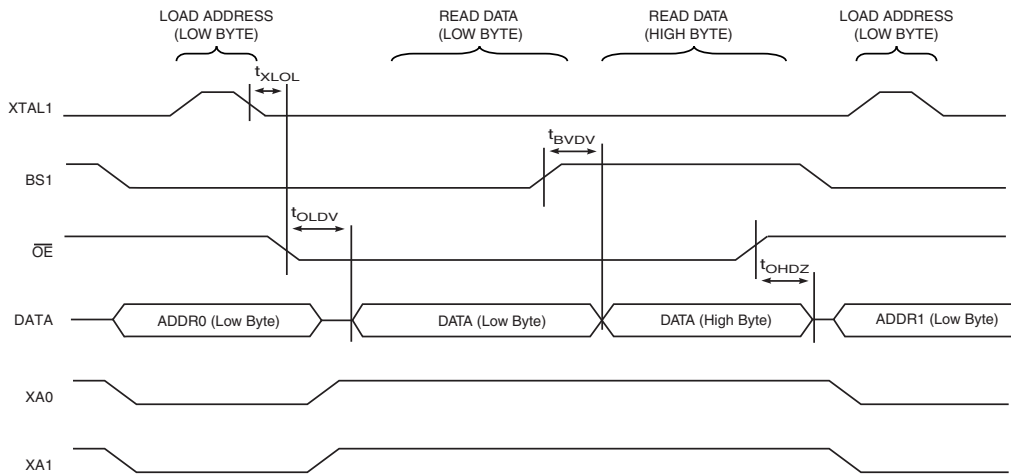 LOAD ADDRESS
(LOW BYTE)
READ DATA
(LOW BYTE)
READ DATA
(HIGH BYTE)
LOAD ADDRESS
(LOW BYTE)
tXLOL
XTAL1
tBVDV
BS1
tOLDV
OE
tOHDZ
DATA
ADDR0 (Low Byte)
DATA (Low Byte)
DATA (High Byte)
ADDR1 (Low Byte)
XA0
XA1